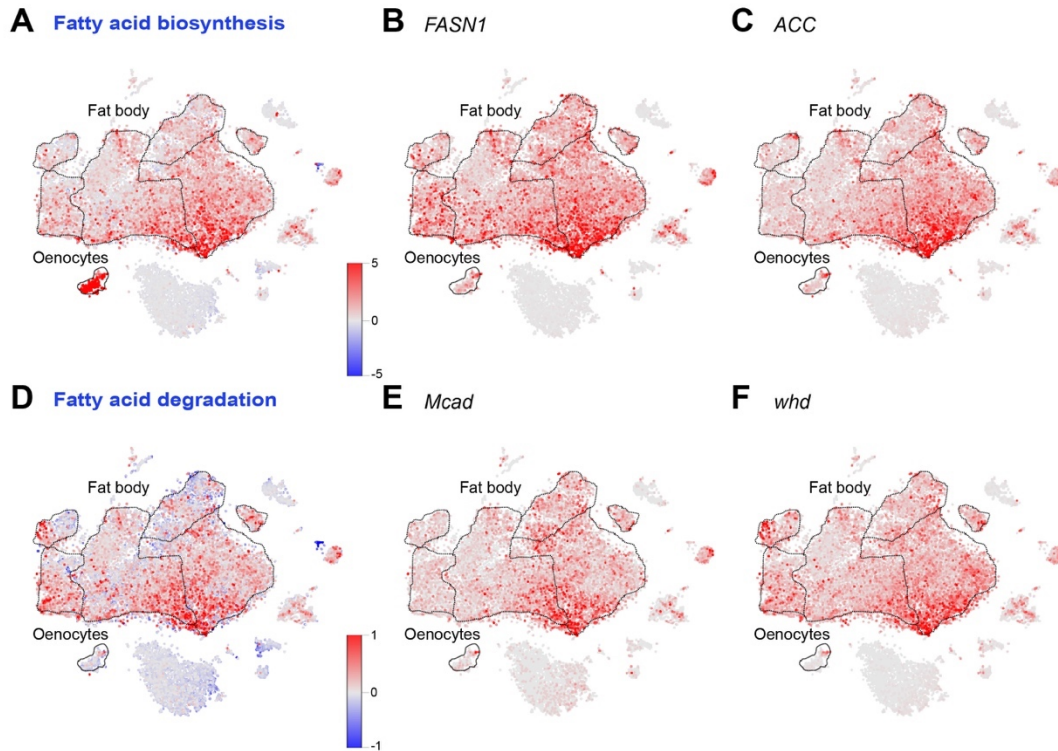 A Fatty acid biosynthesis
B FASN1
C ACC
Fat body
Fat body
Fat body
Oenocytes
Oenocytes
Oenocytes
5
0
-5
D Fatty acid degradation
E Mcad
F whd
Fat body
Fat body
Fat body
Oenocytes
Oenocytes
Oenocytes
1
0
-1